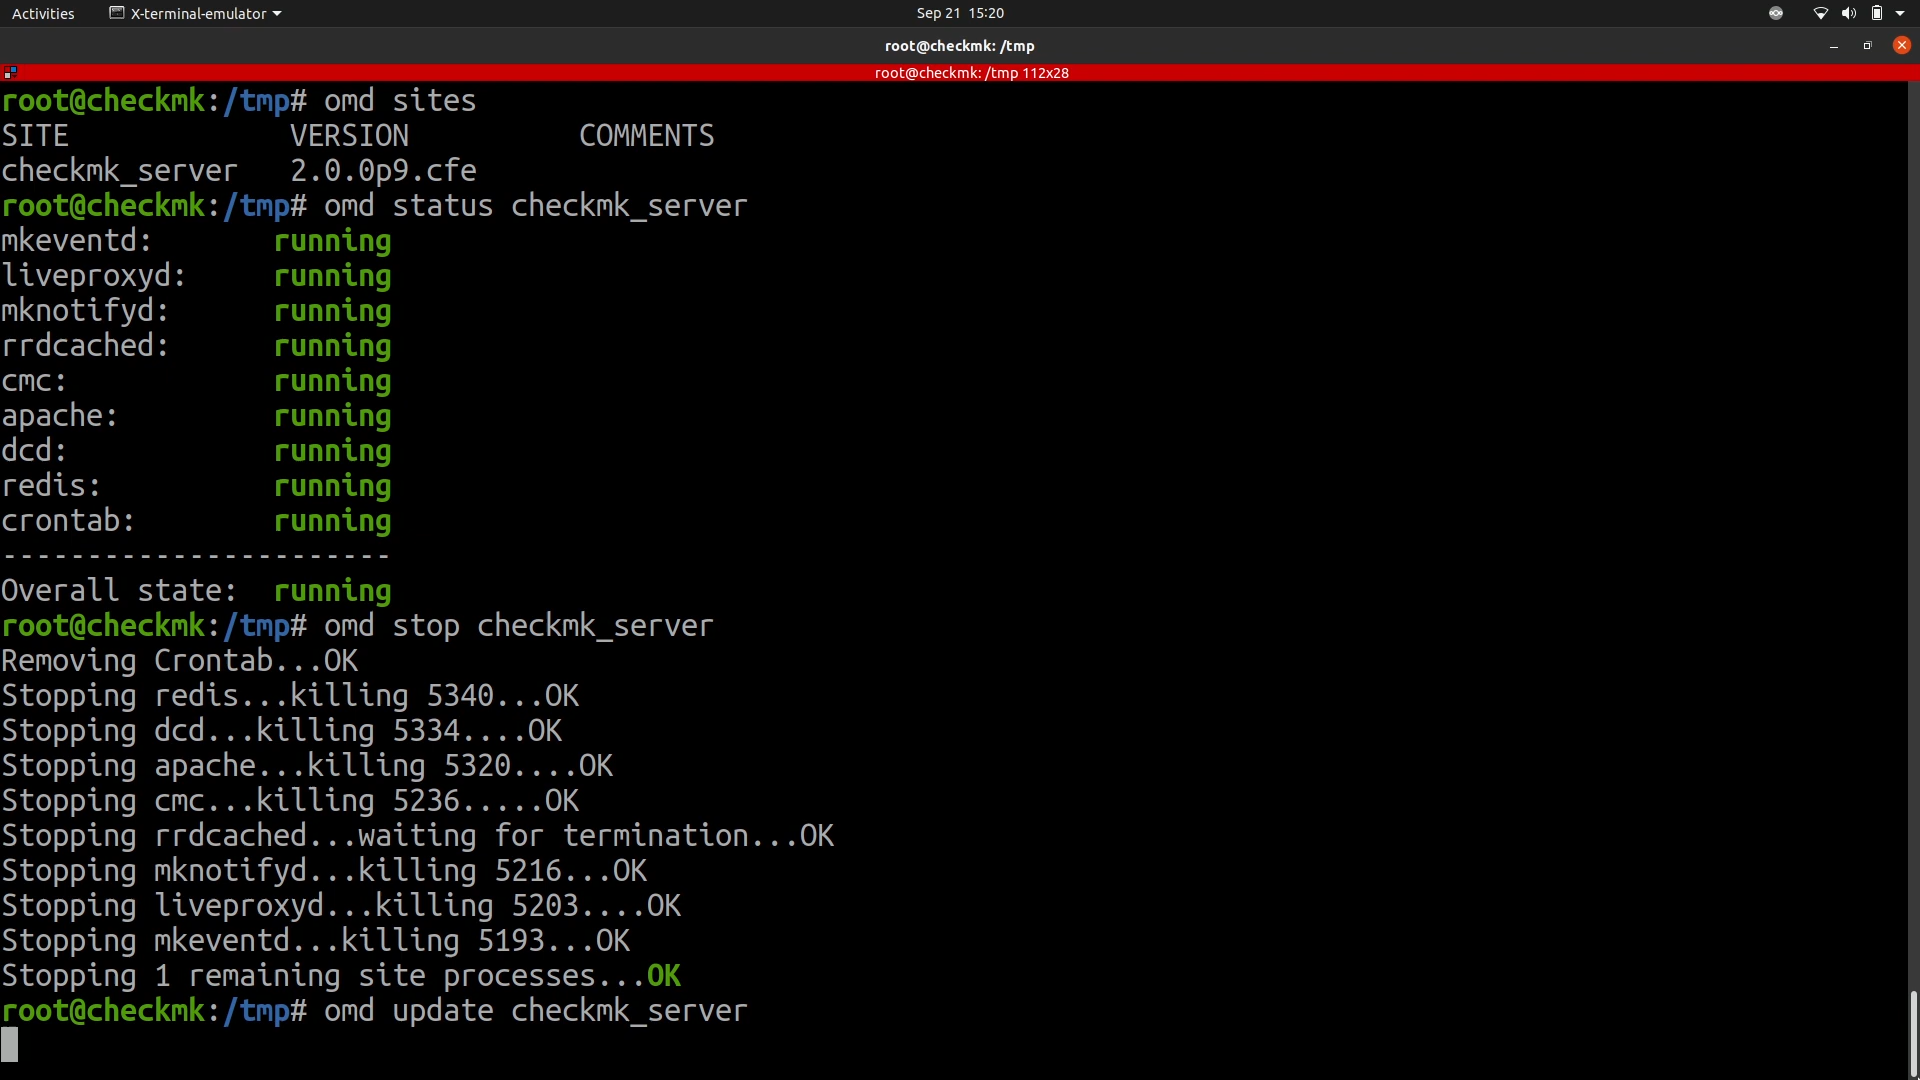 Activities X-terminal-emulator Sep 21 15:20
root@checkmk: /tmp
root@checkmk: /tmp 112x28
root@checkmk:/tmp# omd sites
SITE VERSION COMMENTS
checkmk_server 2.0.0p9.cfe
root@checkmk:/tmp# omd status checkmk_server
mkeventd: running
liveproxyd: running
mknotifyd: running
rrdcached: running
cmc: running
apache: running
dcd: running
redis: running
crontab: running
-----------------------
Overall state: running
root@checkmk:/tmp# omd stop checkmk_server
Removing Crontab...OK
Stopping redis...killing 5340...OK
Stopping dcd...killing 5334....OK
Stopping apache...killing 5320....OK
Stopping cmc...killing 5236.....OK
Stopping rrdcached...waiting for termination...OK
Stopping mknotifyd...killing 5216...OK
Stopping liveproxyd...killing 5203....OK
Stopping mkeventd...killing 5193...OK
Stopping 1 remaining site processes...OK
root@checkmk:/tmp# omd update checkmk_server